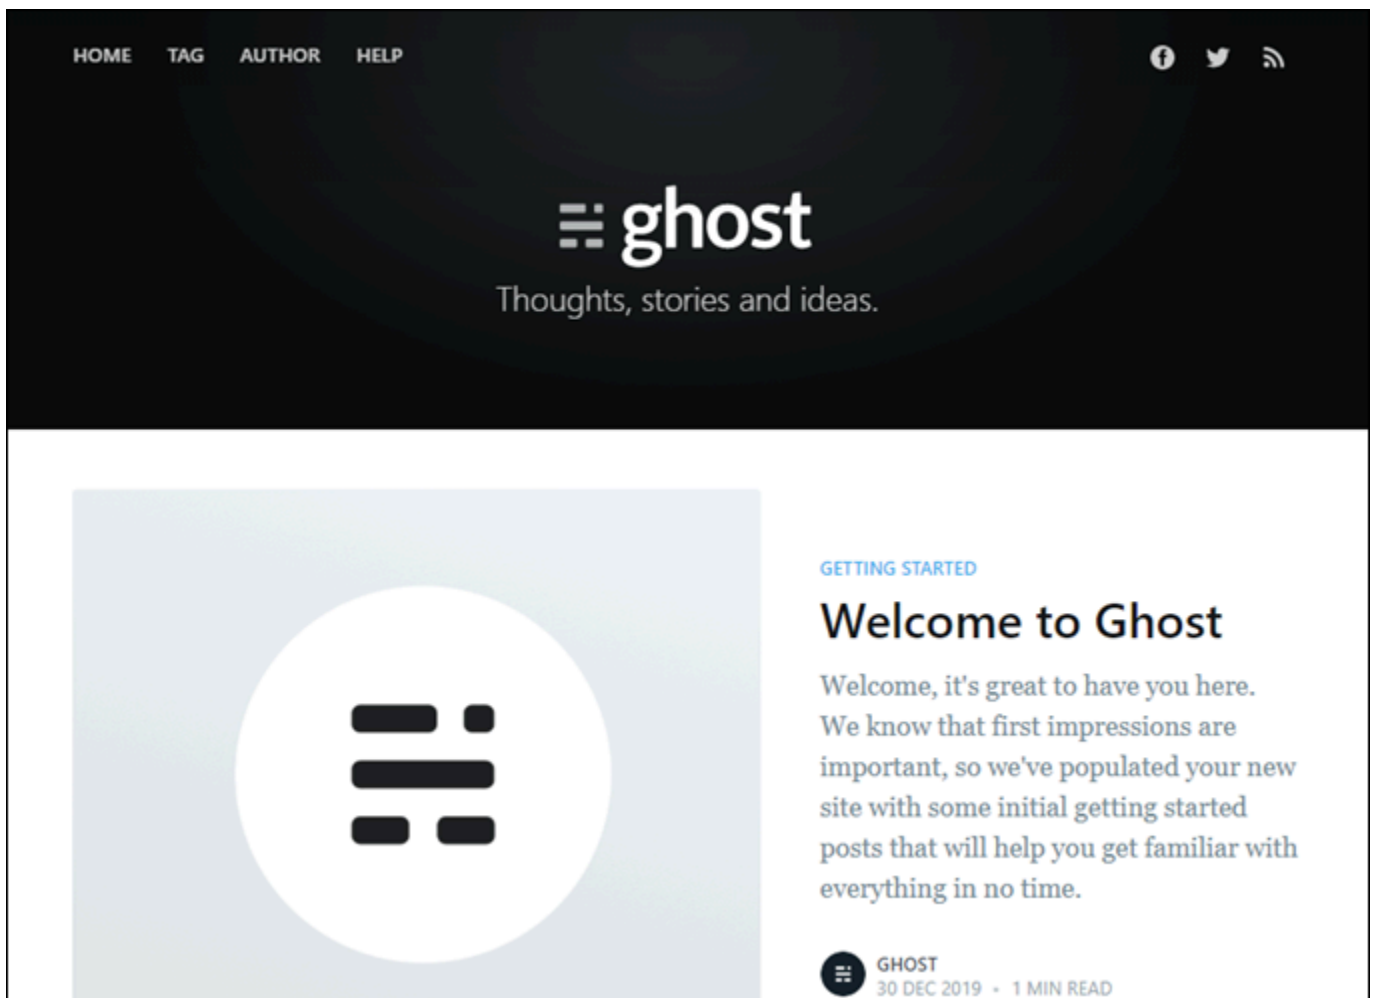 HOME TAG AUTHOR HELP
ghost
Thoughts, stories and ideas.
GETTING STARTED
Welcome to Ghost
Welcome, it's great to have you here.
We know that first impressions are
important, so we've populated your new
site with some initial getting started
posts that will help you get familiar with
everything in no time.
GHOST
30 DEC 2019 • 1 MIN READ